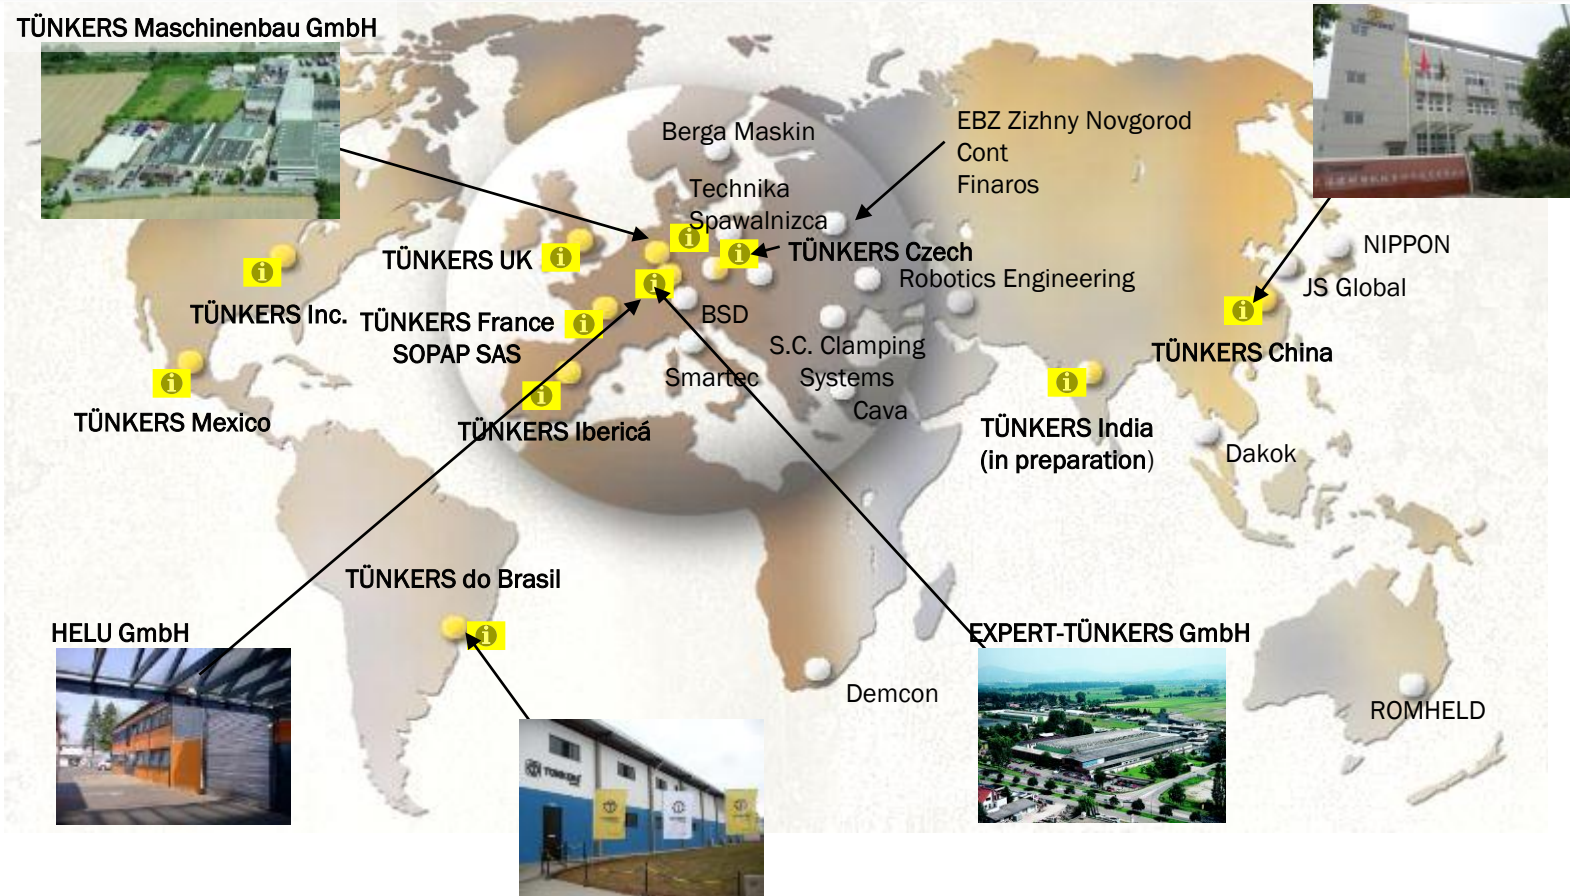 TÜNKERS Maschinenbau GmbH
Berga Maskin
EBZ Zizhny Novgorod
Cont
Finaros
Technika
Spawalnizca
TÜNKERS UK
TÜNKERS Czech
NIPPON
Robotics Engineering
JS Global
TÜNKERS Inc.
TÜNKERS France
SOPAP SAS
BSD
S.C. Clamping
Systems
TÜNKERS China
Smartec
Cava
TÜNKERS Mexico
TÜNKERS Ibericá
TÜNKERS India
(in preparation)
Dakok
TÜNKERS do Brasil
HELU GmbH
EXPERT-TÜNKERS GmbH
Demcon
ROMHELD
TÜNKERS